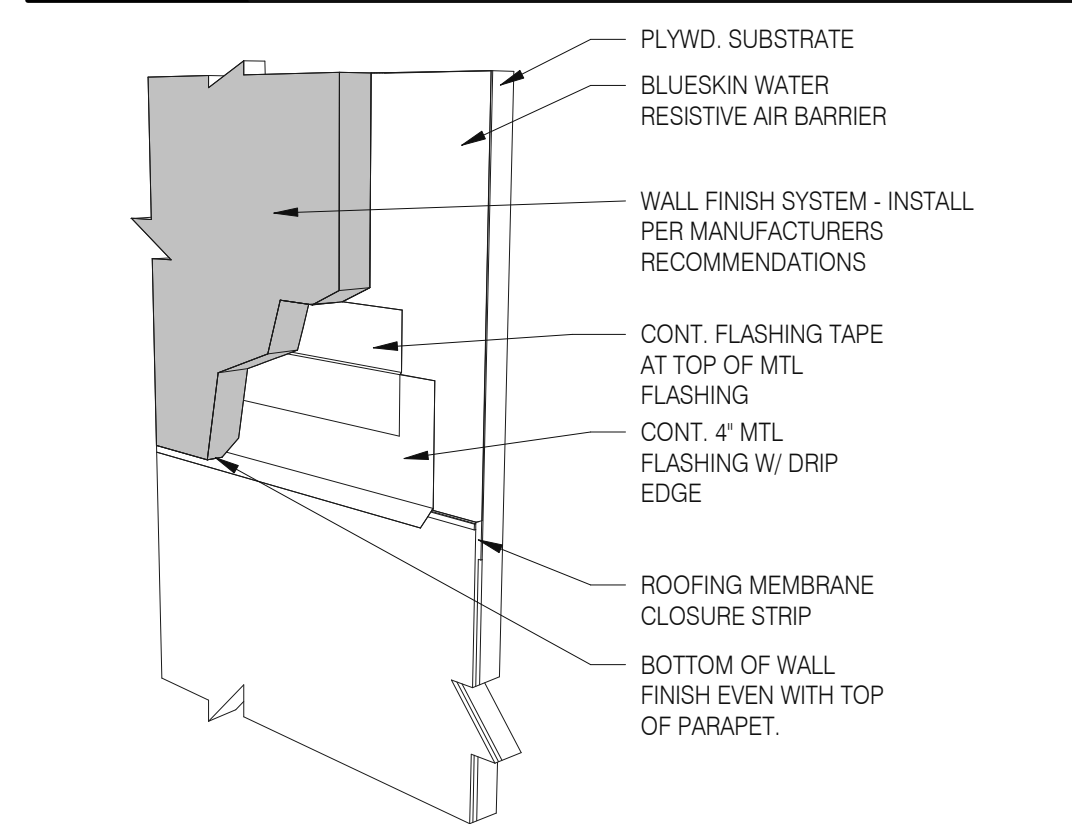 PLYWD. SUBSTRATE
BLUESKIN WATER
RESISTIVE AIR BARRIER
WALL FINISH SYSTEM - INSTALL
PER MANUFACTURERS
RECOMMENDATIONS
CONT. FLASHING TAPE
AT TOP OF MTL
FLASHING
CONT. 4" MTL
FLASHING W/ DRIP
EDGE
ROOFING MEMBRANE
CLOSURE STRIP
BOTTOM OF WALL
FINISH EVEN WITH TOP
OF PARAPET.